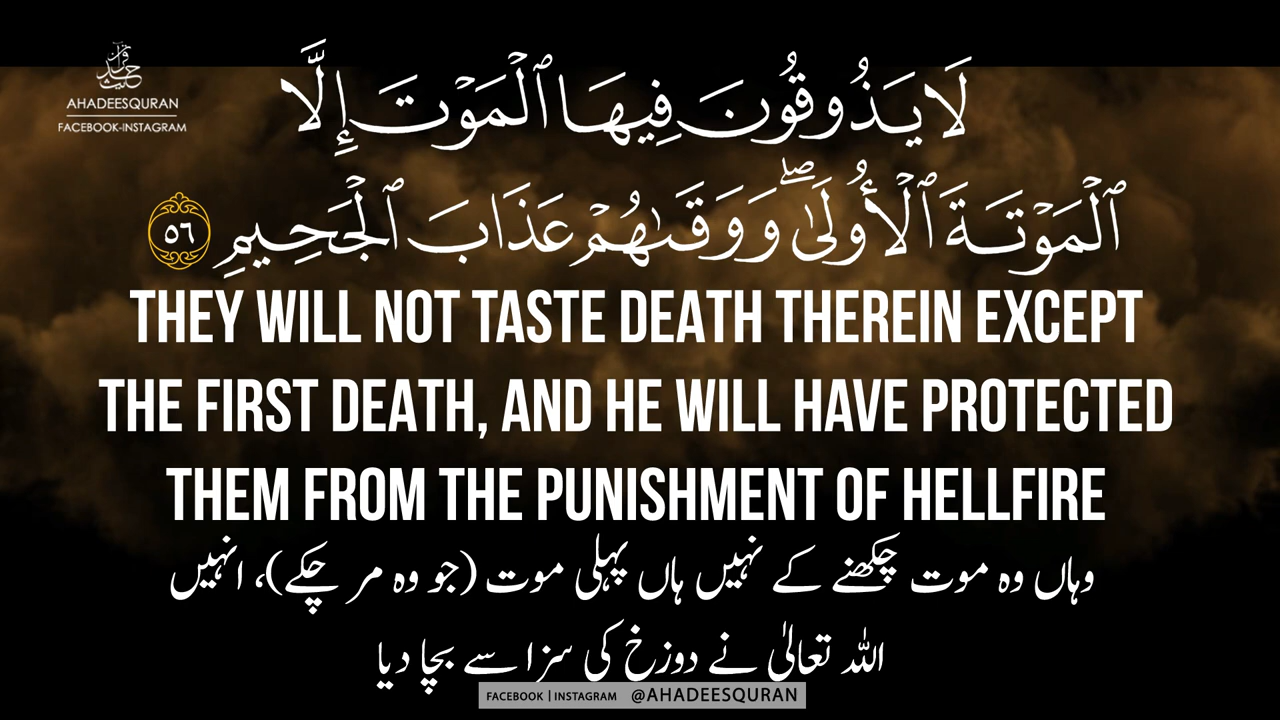 AHADEESQURAN
FACEBOOK-INSTAGRAM
لَا يَذُوقُونَ فِيهَا ٱلْمَوْتَ إِلَّا
ٱلْمَوْتَةَ ٱلْأُولَىٰ ۖ وَوَقَىٰهُمْ عَذَابَ ٱلْجَحِيمِ ٥٦
THEY WILL NOT TASTE DEATH THEREIN EXCEPT
THE FIRST DEATH, AND HE WILL HAVE PROTECTED
THEM FROM THE PUNISHMENT OF HELLFIRE
وہاں وہ موت چکھنے کے نہیں ہاں پہلی موت (جو وہ مر چکے)، انہیں
اللہ تعالیٰ نے دوزخ کی سزا سے بچا دیا
FACEBOOK | INSTAGRAM @AHADEESQURAN